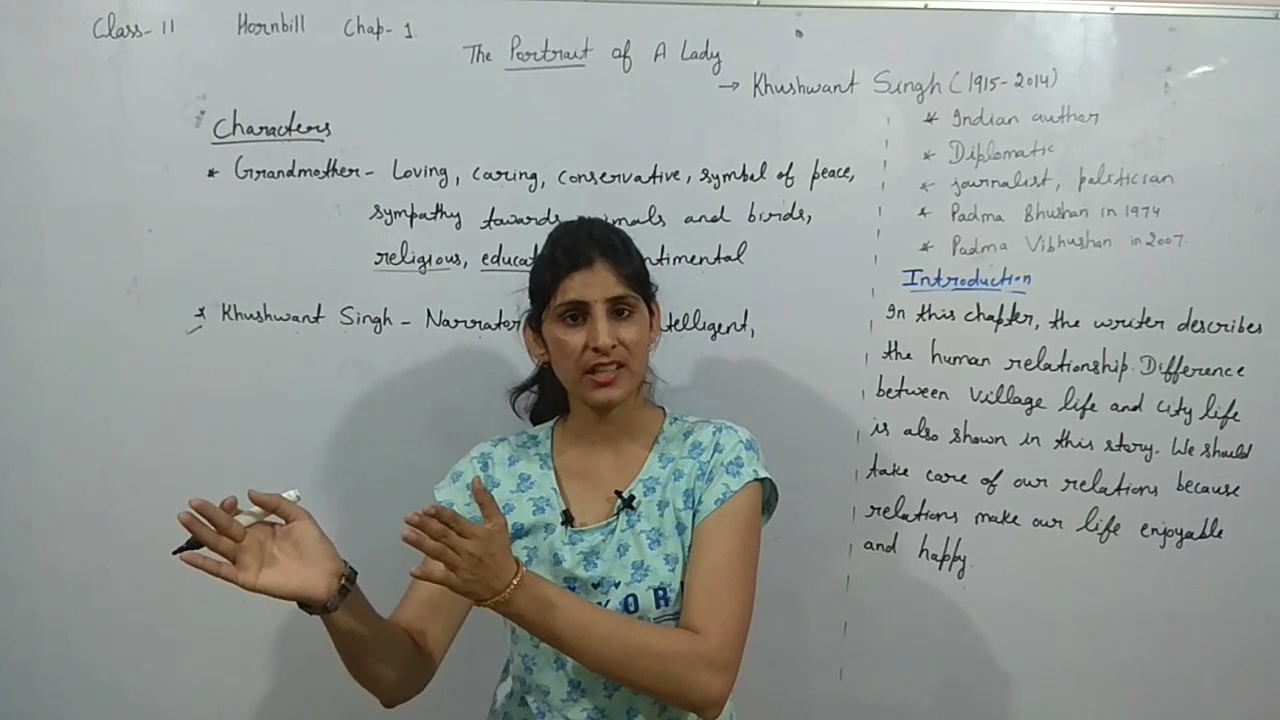 Class-11 Hornbill Chap-1
The Portrait of A Lady
→ Khushwant Singh (1915-2014)
* Indian author
* Diplomatic
* journalist, politician
* Padma Bhushan in 1974
* Padma Vibhushan in 2007.
Characters
* Grandmother - Loving, caring, conservative, symbol of peace,
sympathy towards and birds,
religious,
* Khushwant Singh - Narrator
Introduction
In this chapter, the writer describes
the human relationship. Difference
between village life and city life
is also shown in this story. We should
take care of our relations because
relations make our life enjoyable
and happy.